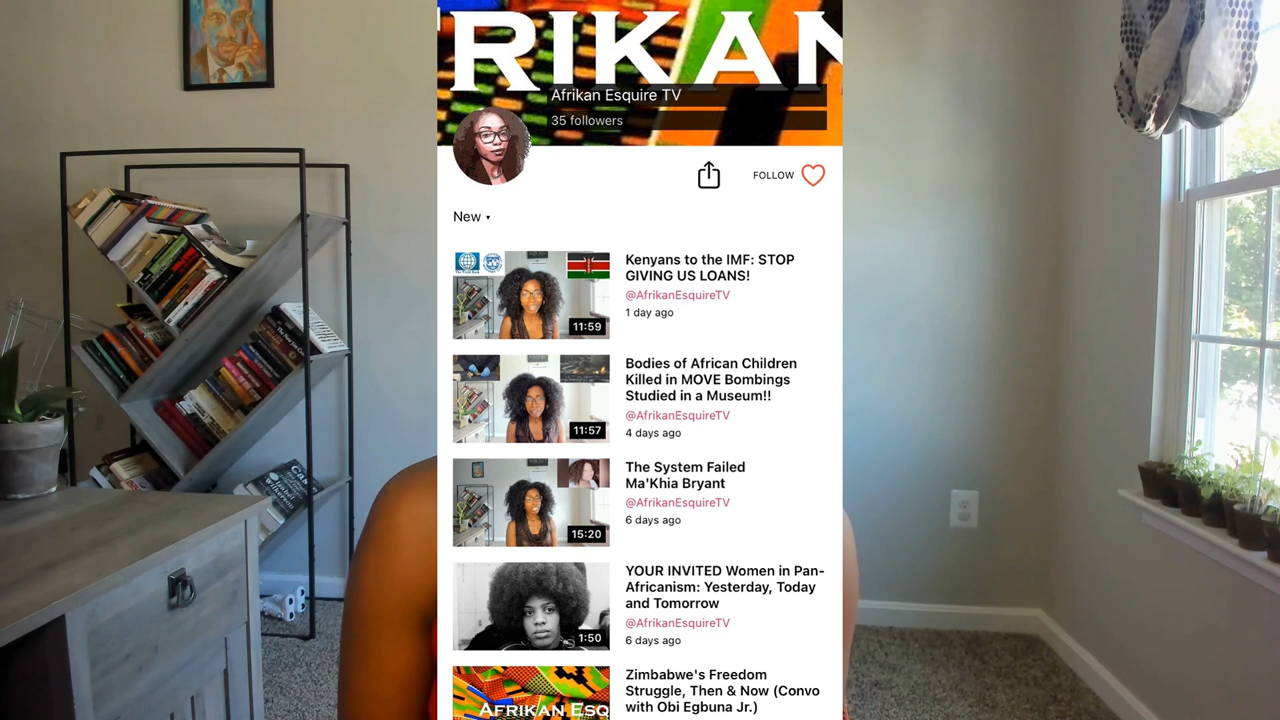 RIKAN
Afrikan Esquire TV
35 followers
FOLLOW
New
Kenyans to the IMF: STOP
GIVING US LOANS!
@AfrikanEsquireTV
1 day ago
11:59
Bodies of African Children
Killed in MOVE Bombings
Studied in a Museum!!
@AfrikanEsquireTV
4 days ago
11:57
The System Failed
Ma'Khia Bryant
@AfrikanEsquireTV
6 days ago
15:20
YOUR INVITED Women in Pan-
Africanism: Yesterday, Today
and Tomorrow
@AfrikanEsquireTV
6 days ago
1:50
Zimbabwe's Freedom
Struggle, Then & Now (Convo
with Obi Egbuna Jr.)
AFRIKAN ESQ